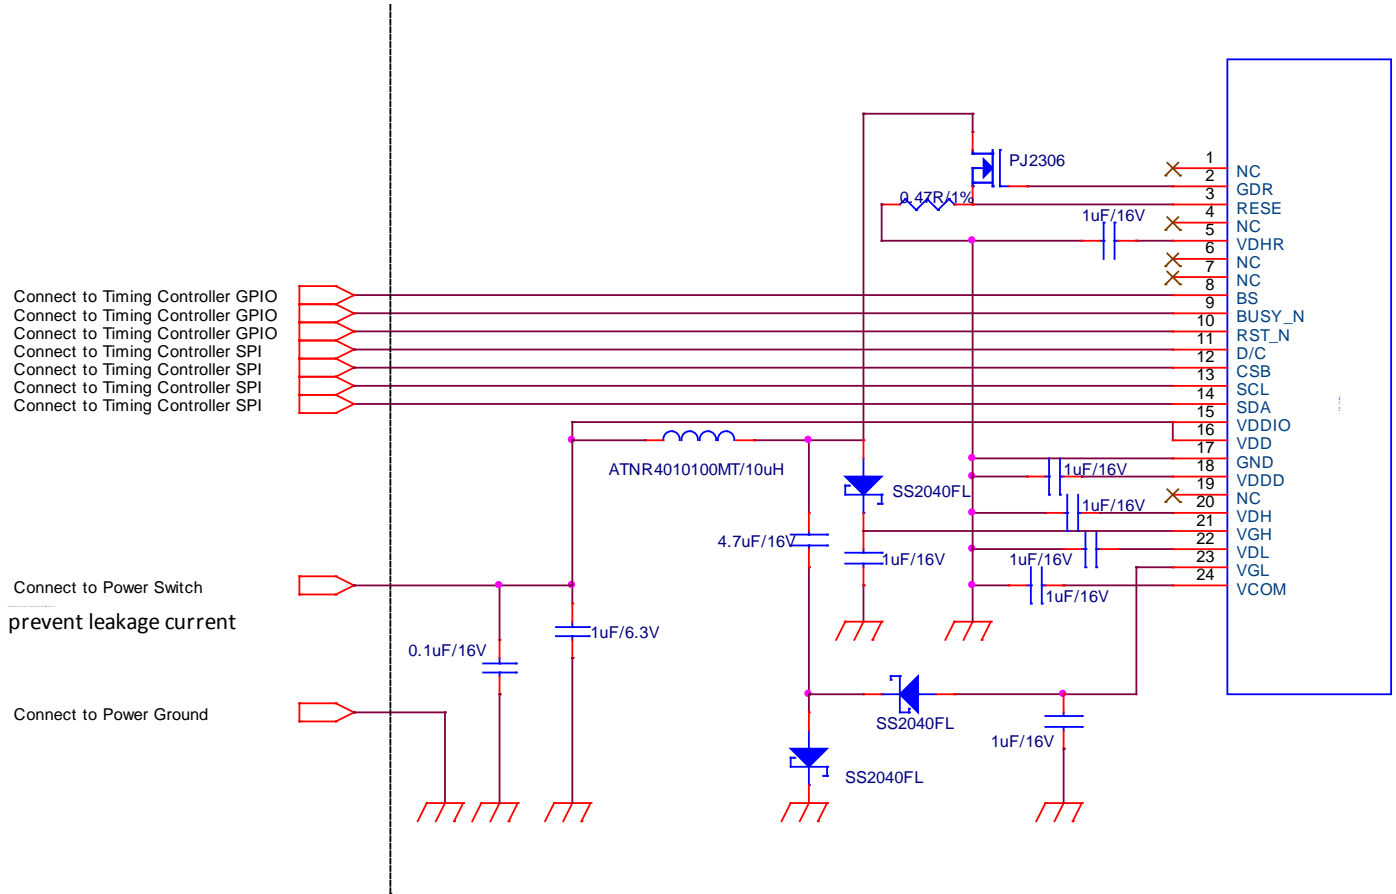 1
PJ2306
NC
2
GDR
3
0.47R/1%
RESE
4
1uF/16V
NC
5
VDHR
6
NC
7
NC
8
Connect to Timing Controller GPIO
BS
9
Connect to Timing Controller GPIO
BUSY_N
10
Connect to Timing Controller GPIO
RST_N
11
Connect to Timing Controller SPI
D/C
12
Connect to Timing Controller SPI
CSB
13
Connect to Timing Controller SPI
SCL
14
Connect to Timing Controller SPI
SDA
15
VDDIO
16
VDD
17
GND
18
ATNR4010100MT/10uH
1uF/16V
VDDD
19
SS2040FL
NC
20
1uF/16V
VDH
21
VGH
22
4.7uF/16V
VDL
23
1uF/16V
1uF/16V
VGL
24
Connect to Power Switch
VCOM
1uF/16V
prevent leakage current
1uF/6.3V
0.1uF/16V
Connect to Power Ground
SS2040FL
1uF/16V
SS2040FL